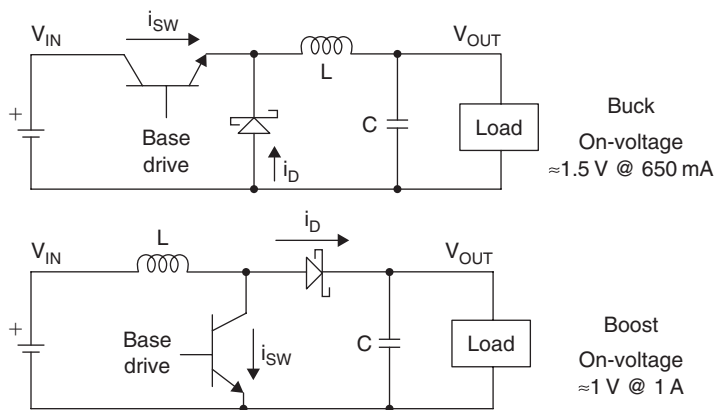 V_IN
i_SW
V_OUT
L
+
Base
drive
i_D
C
Load
Buck
On-voltage
≈1.5 V @ 650 mA
V_IN
L
i_D
V_OUT
+
Base
drive
i_SW
C
Load
Boost
On-voltage
≈1 V @ 1 A